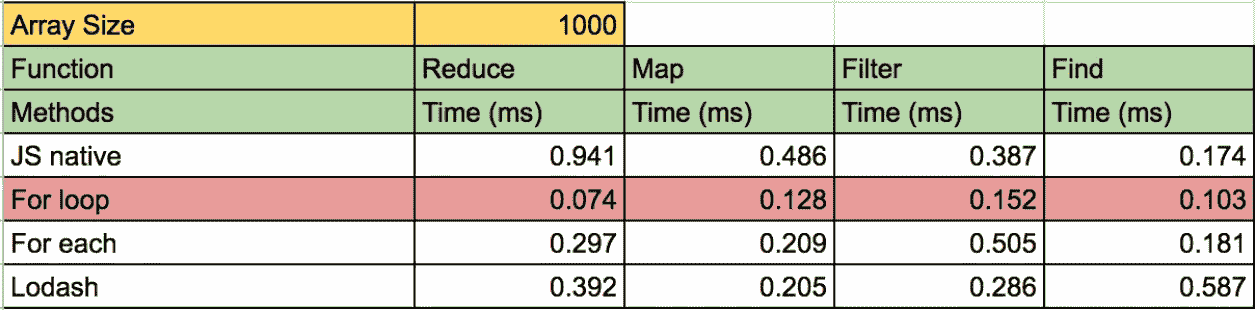 Array Size 1000
Function Reduce Map Filter Find
Methods Time (ms) Time (ms) Time (ms) Time (ms)
JS native 0.941 0.486 0.387 0.174
For loop 0.074 0.128 0.152 0.103
For each 0.297 0.209 0.505 0.181
Lodash 0.392 0.205 0.286 0.587